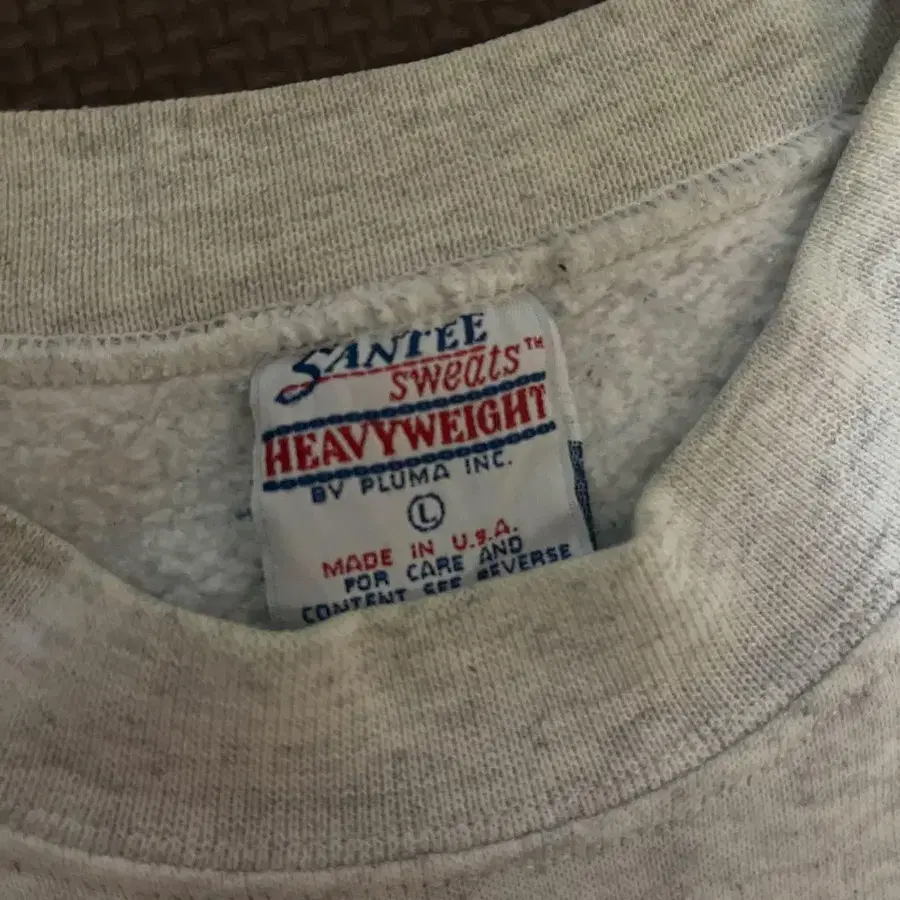 SANTEE
sweats™
HEAVYWEIGHT
BY PLUMA INC.
L
MADE IN U.S.A.
FOR CARE AND
CONTENT SEE REVERSE